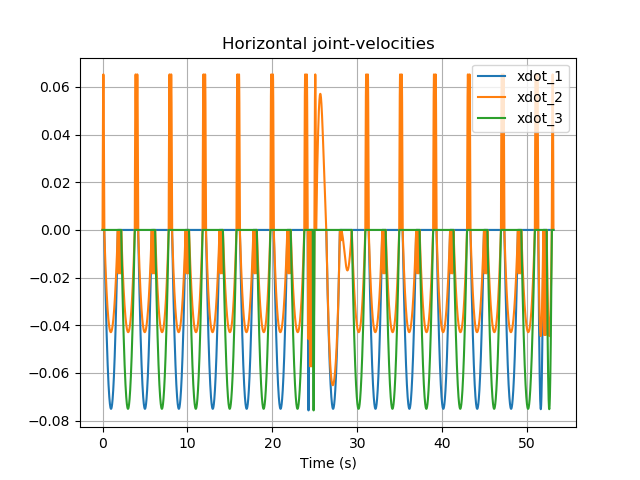 Horizontal joint-velocities
xdot_1
xdot_2
xdot_3
0.06
0.04
0.02
0.00
−0.02
−0.04
−0.06
−0.08
0 10 20 30 40 50
Time (s)